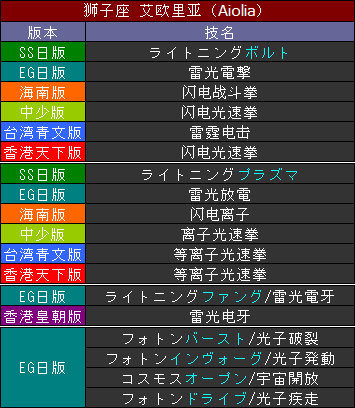 狮子座 艾欧里亚（Aiolia）
版本 技名
SS日版 ライトニングボルト
EG日版 雷光電撃
海南版 闪电战斗拳
中少版 闪电光速拳
台湾青文版 雷霆电击
香港天下版 闪电光速拳
SS日版 ライトニングプラズマ
EG日版 雷光放電
海南版 闪电离子
中少版 离子光速拳
台湾青文版 等离子光速拳
香港天下版 等离子光速拳
EG日版 ライトニングファング/雷光電牙
香港皇朝版 雷光电牙
EG日版
フォトンバースト/光子破裂
フォトンインヴォーグ/光子発動
コスモスオープン/宇宙開放
フォトンドライブ/光子疾走